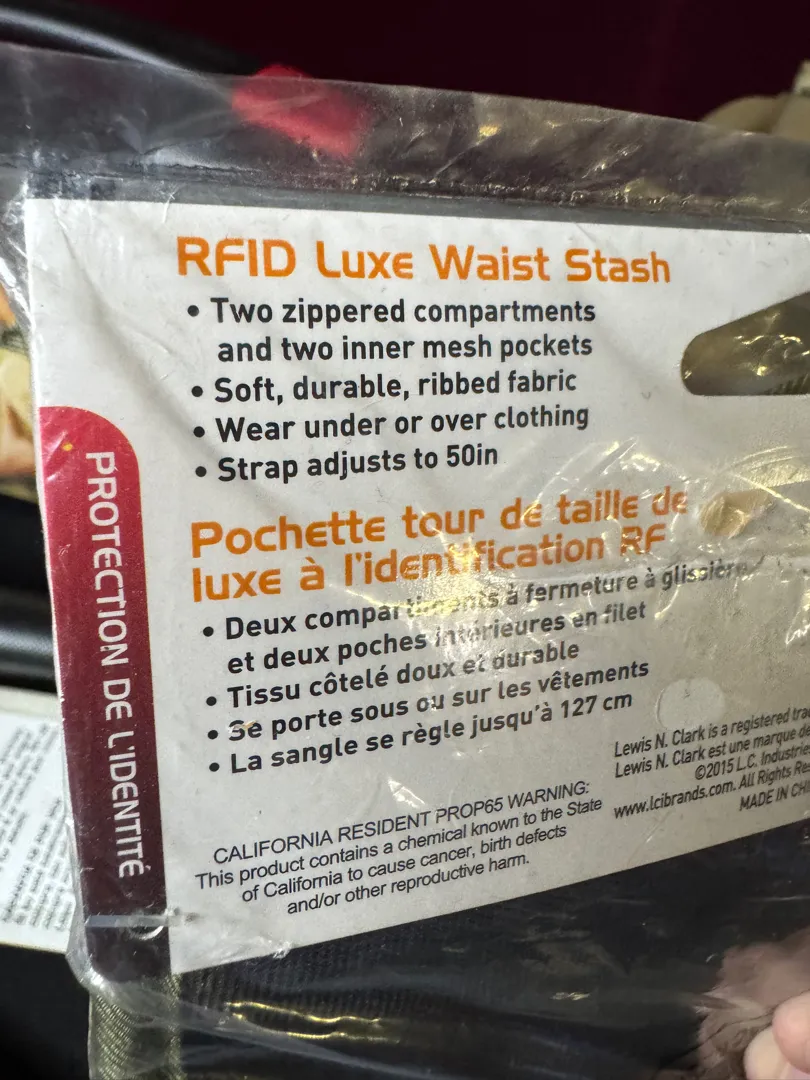 RFID Luxe Waist Stash
• Two zippered compartments
and two inner mesh pockets
• Soft, durable, ribbed fabric
• Wear under or over clothing
• Strap adjusts to 50in
PROTECTION DE L'IDENTITÉ
Pochette tour de taille de
luxe à l'identification RF
• Deux compartiments à fermeture à glissière
et deux poches intérieures en filet
• Tissu côtelé doux et durable
• Se porte sous ou sur les vêtements
• La sangle se règle jusqu'à 127 cm
Lewis N. Clark is a registered
Lewis N. Clark est une marque
©2015 L.C.
www.lcibrands.com. All Rights
MADE IN
CALIFORNIA RESIDENT PROP65 WARNING:
This product contains a chemical known to the State
of California to cause cancer, birth defects
and/or other reproductive harm.